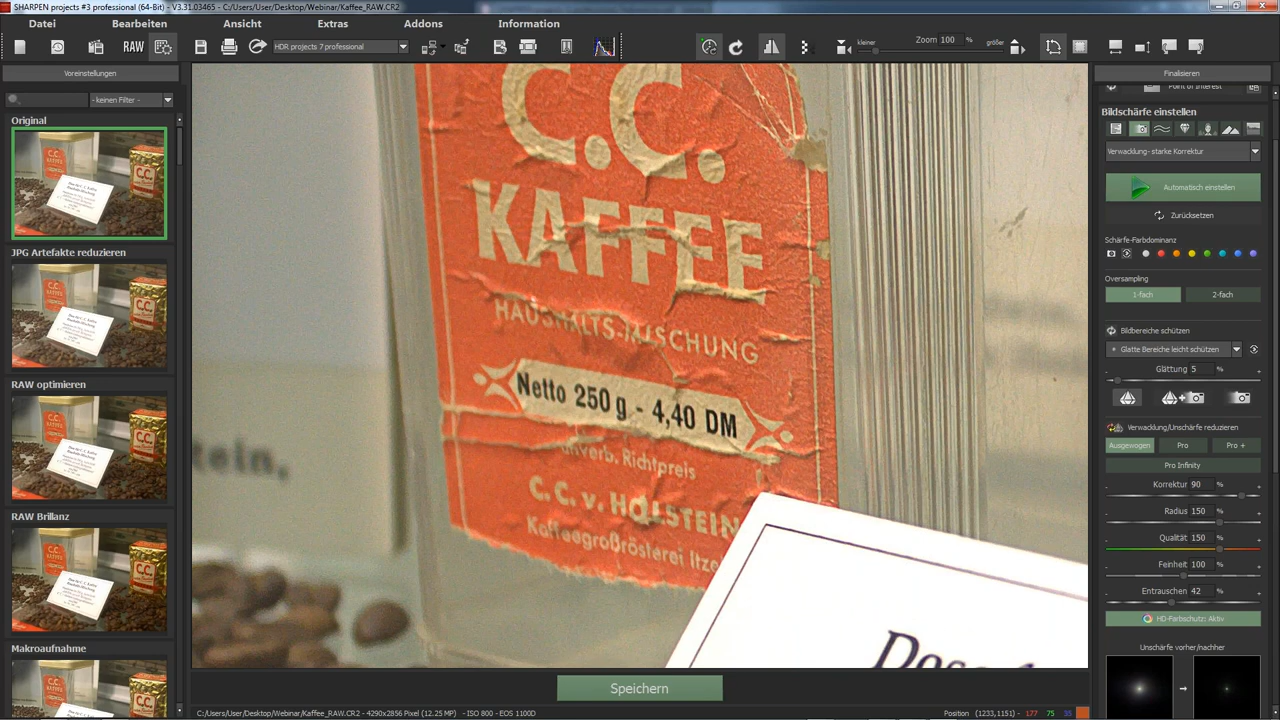 SHARPEN projects #3 professional (64-Bit) - V3.31.03465 - C:/Users/User/Desktop/Webinar/Kaffee_RAW.CR2
Datei Bearbeiten Ansicht Extras Addons Information
RAW HDR projects 7 professional kleiner Zoom 100 % größer
Voreinstellungen
- keinen Filter -
Original
JPG Artefakte reduzieren
RAW optimieren
RAW Brillanz
Makroaufnahme
C.C.
KAFFEE
HAUSHALTS-MISCHUNG
Netto 250 g - 4,40 DM
unverb. Richtpreis
C. C. v. HOLSTEIN
Kaffeegroßrösterei Itze
tein.
Speichern
Finalisieren
Point of Interest
Bildschärfe einstellen
Verwacklung- starke Korrektur
Automatisch einstellen
Zurücksetzen
Schärfe-Farbdominanz
Oversampling
1-fach 2-fach
Bildbereiche schützen
+ Glatte Bereiche leicht schützen
Glättung 5 %
Verwacklung/Unschärfe reduzieren
Ausgewogen Pro Pro +
Pro Infinity
Korrektur 90 %
Radius 150 %
Qualität 150 %
Feinheit 100 %
Entrauschen 42 %
HD-Farbschutz: Aktiv
Unschärfe vorher/nachher
C:/Users/User/Desktop/Webinar/Kaffee_RAW.CR2 - 4290x2856 Pixel (12.25 MP) - ISO 800 - EOS 1100D
Position (1233,1151) - 177 75 35